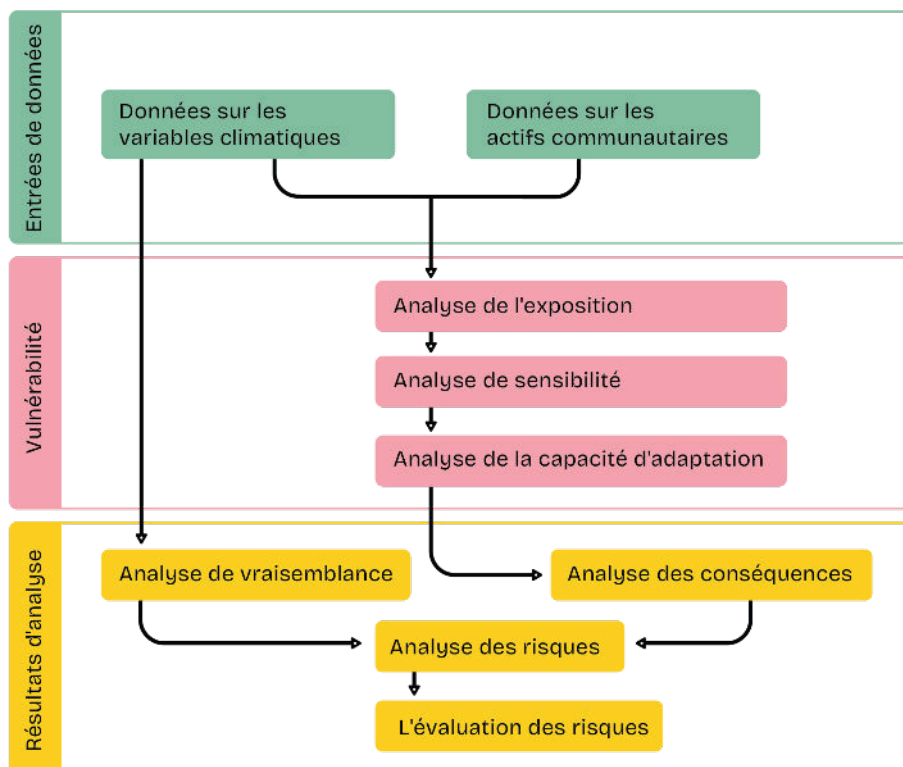 Entrées de données
Données sur les
variables climatiques
Données sur les
actifs communautaires
Vulnérabilité
Analyse de l'exposition
Analyse de sensibilité
Analyse de la capacité d'adaptation
Résultats d'analyse
Analyse de vraisemblance
Analyse des conséquences
Analyse des risques
L'évaluation des risques